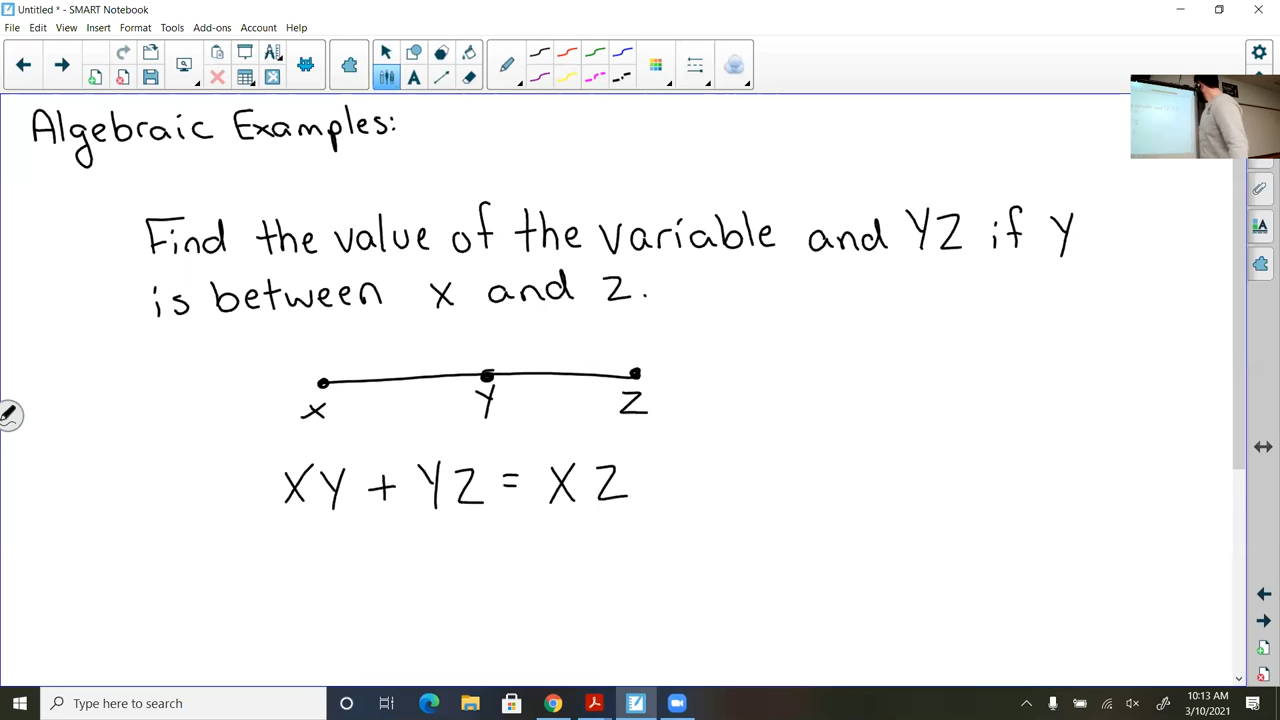 Untitled * - SMART Notebook
File Edit View Insert Format Tools Add-ons Account Help
Algebraic Examples:
Find the value of the variable and YZ if Y
is between X and Z.
X Y Z
XY + YZ = XZ
Type here to search
10:13 AM
3/10/2021